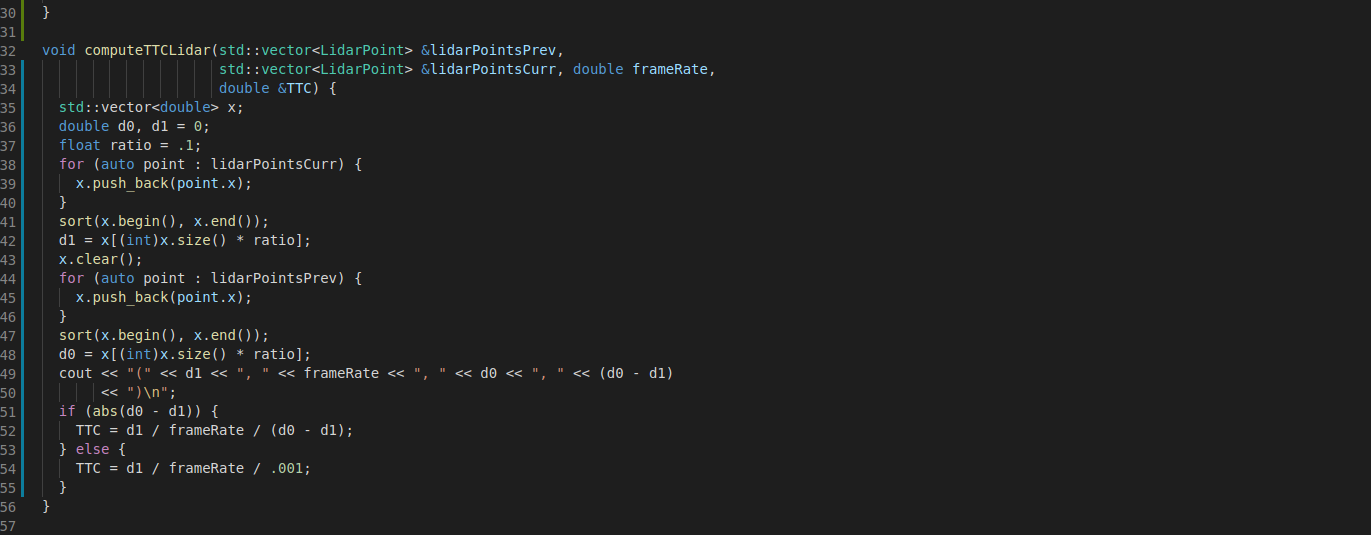 30 }
31
32 void computeTTCLidar(std::vector<LidarPoint> &lidarPointsPrev,
33 std::vector<LidarPoint> &lidarPointsCurr, double frameRate,
34 double &TTC) {
35 std::vector<double> x;
36 double d0, d1 = 0;
37 float ratio = .1;
38 for (auto point : lidarPointsCurr) {
39 x.push_back(point.x);
40 }
41 sort(x.begin(), x.end());
42 d1 = x[(int)x.size() * ratio];
43 x.clear();
44 for (auto point : lidarPointsPrev) {
45 x.push_back(point.x);
46 }
47 sort(x.begin(), x.end());
48 d0 = x[(int)x.size() * ratio];
49 cout << "(" << d1 << ", " << frameRate << ", " << d0 << ", " << (d0 - d1)
50 << ")\n";
51 if (abs(d0 - d1)) {
52 TTC = d1 / frameRate / (d0 - d1);
53 } else {
54 TTC = d1 / frameRate / .001;
55 }
56 }
57